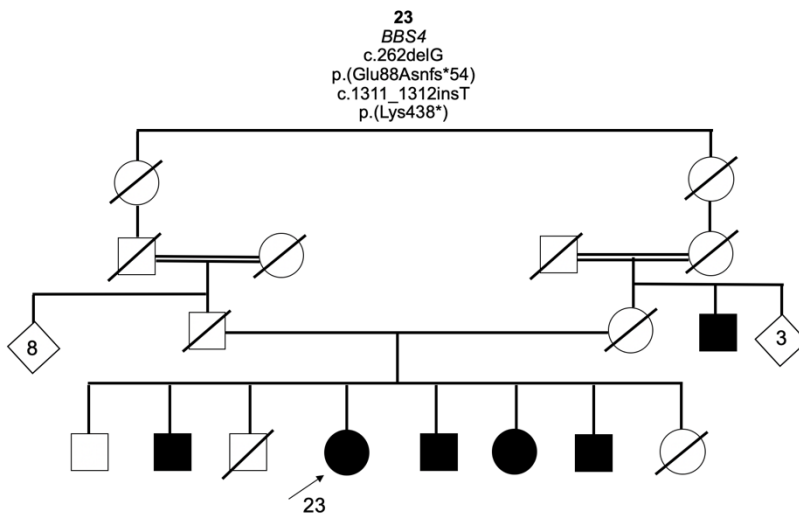 23
BBS4
c.262delG
p.(Glu88Asnfs*54)
c.1311_1312insT
p.(Lys438*)
8
3
23